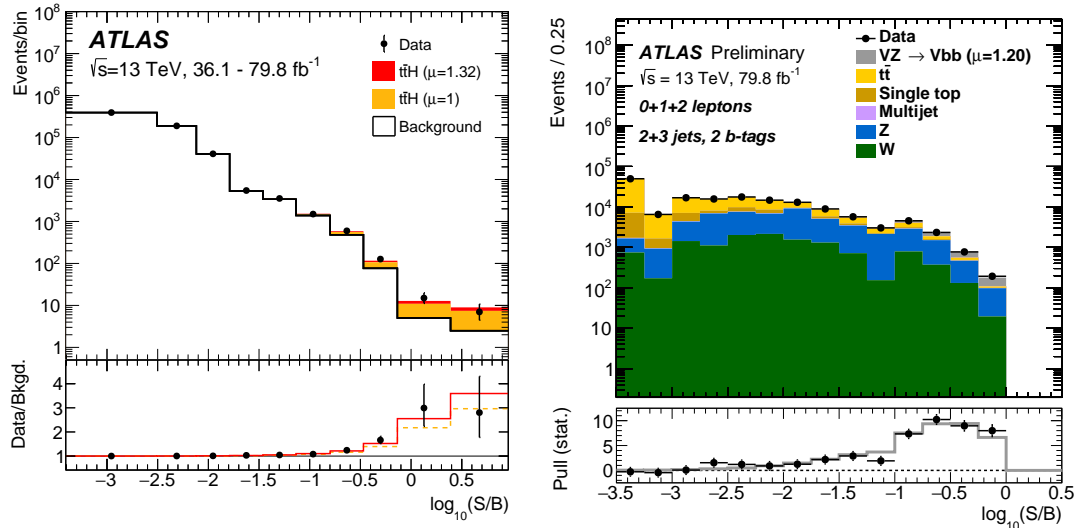 ATLAS
√s=13 TeV, 36.1 - 79.8 fb⁻¹
Data
tt̄H (μ=1.32)
tt̄H (μ=1)
Background
Events/bin
10⁸
10⁷
10⁶
10⁵
10⁴
10³
10²
10
1
Data/Bkgd.
4
3
2
1
−3 −2.5 −2 −1.5 −1 −0.5 0 0.5
log₁₀(S/B)
ATLAS Preliminary
√s = 13 TeV, 79.8 fb⁻¹
0+1+2 leptons
2+3 jets, 2 b-tags
Data
VZ → Vbb (μ=1.20)
tt̄
Single top
Multijet
Z
W
Events / 0.25
10⁸
10⁷
10⁶
10⁵
10⁴
10³
10²
10
1
Pull (stat.)
10
5
0
−3.5 −3 −2.5 −2 −1.5 −1 −0.5 0 0.5
log₁₀(S/B)